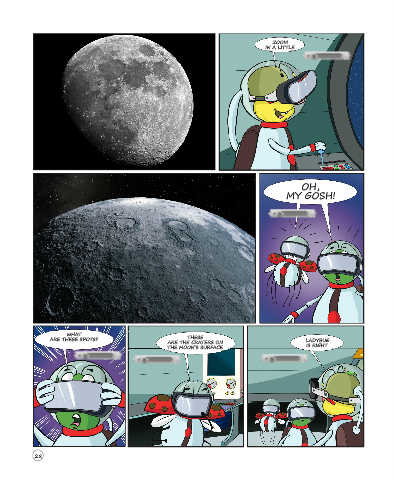 ZOOM
IN A LITTLE
OH,
MY GOSH!
WHAT
ARE THESE SPOTS?
THESE
ARE THE CRATERS ON
THE MOON'S SURFACE
LADYBUG
IS RIGHT